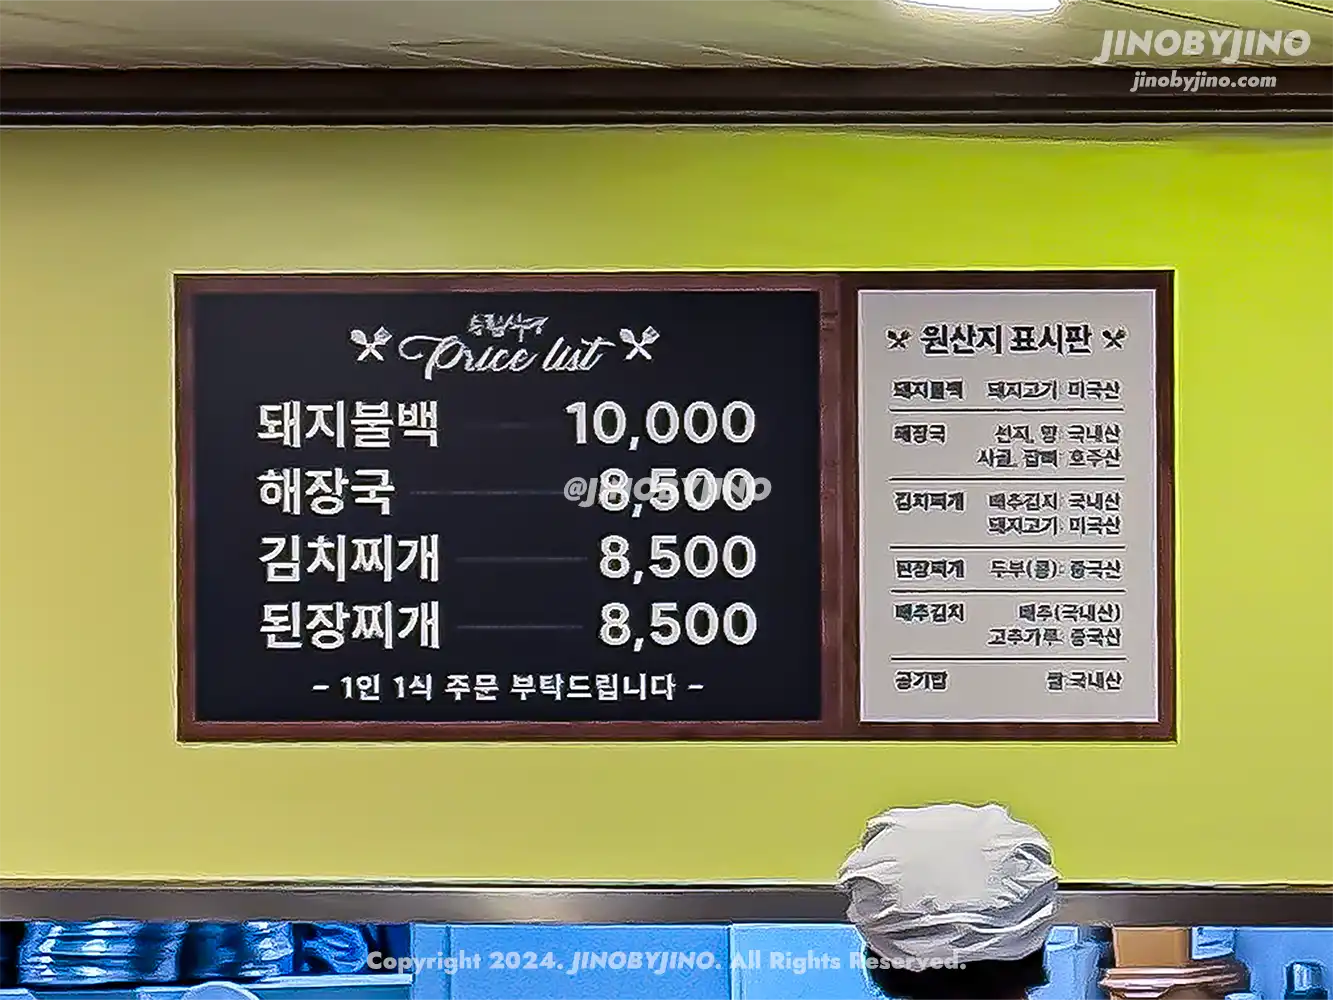 JINOBYJINO
jinobyjino.com
Price list
돼지불백 10,000
해장국 8,500
김치찌개 8,500
된장찌개 8,500
- 1인 1식 주문 부탁드립니다 -
@JINOBYJINO
원산지 표시판
돼지불백 돼지고기 미국산
해장국 선지, 양: 국내산
사골, 잡뼈: 호주산
김치찌개 배추김치: 국내산
돼지고기: 미국산
된장찌개 두부(콩): 중국산
배추김치 배추(국내산)
고추가루: 중국산
공기밥 쌀:국내산
Copyright 2024. JINOBYJINO. All Rights Reserved.